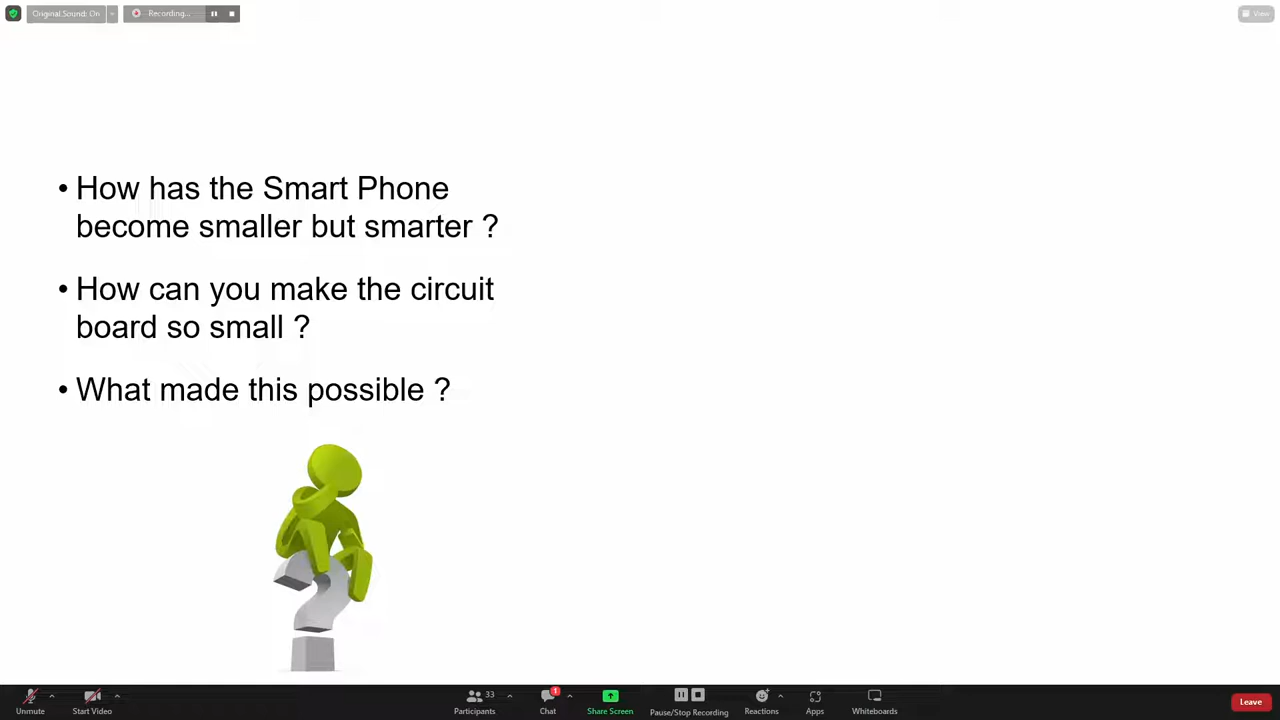 Original Sound: On
Recording...
View
• How has the Smart Phone
become smaller but smarter ?
• How can you make the circuit
board so small ?
• What made this possible ?
?
Unmute
Start Video
33
Participants
1
Chat
Share Screen
Pause/Stop Recording
Reactions
Apps
Whiteboards
Leave